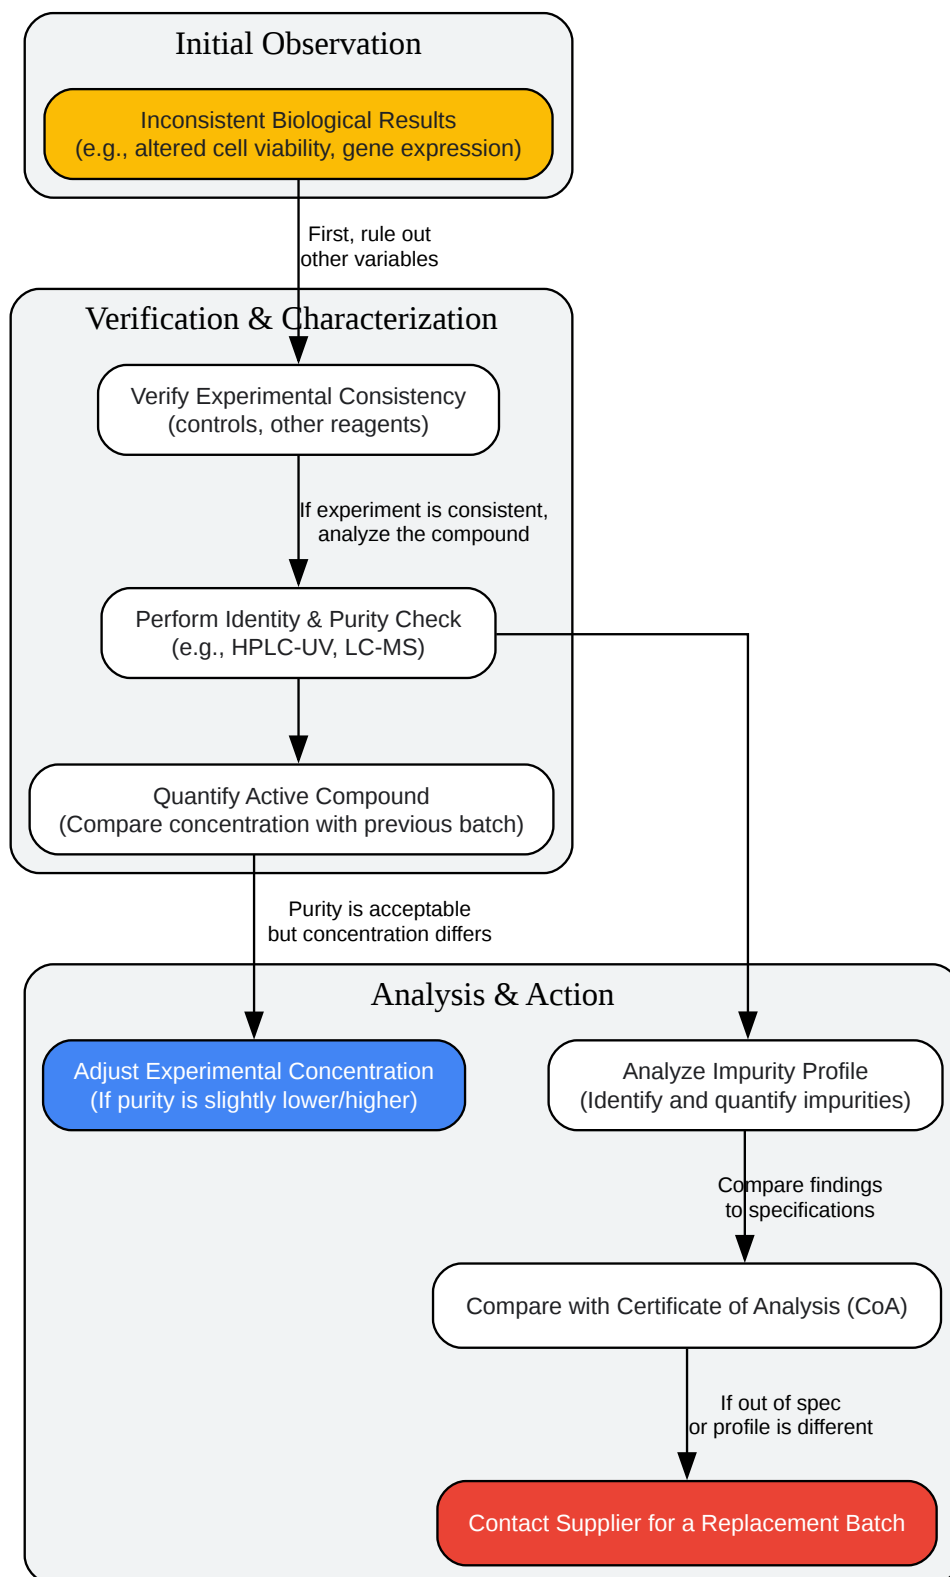 Initial Observation
Inconsistent Biological Results
(e.g., altered cell viability, gene expression)
First, rule out
other variables
Verification & Characterization
Verify Experimental Consistency
(controls, other reagents)
If experiment is consistent,
analyze the compound
Perform Identity & Purity Check
(e.g., HPLC-UV, LC-MS)
Quantify Active Compound
(Compare concentration with previous batch)
Purity is acceptable
but concentration differs
Analysis & Action
Adjust Experimental Concentration
(If purity is slightly lower/higher)
Analyze Impurity Profile
(Identify and quantify impurities)
Compare findings
to specifications
Compare with Certificate of Analysis (CoA)
If out of spec
or profile is different
Contact Supplier for a Replacement Batch